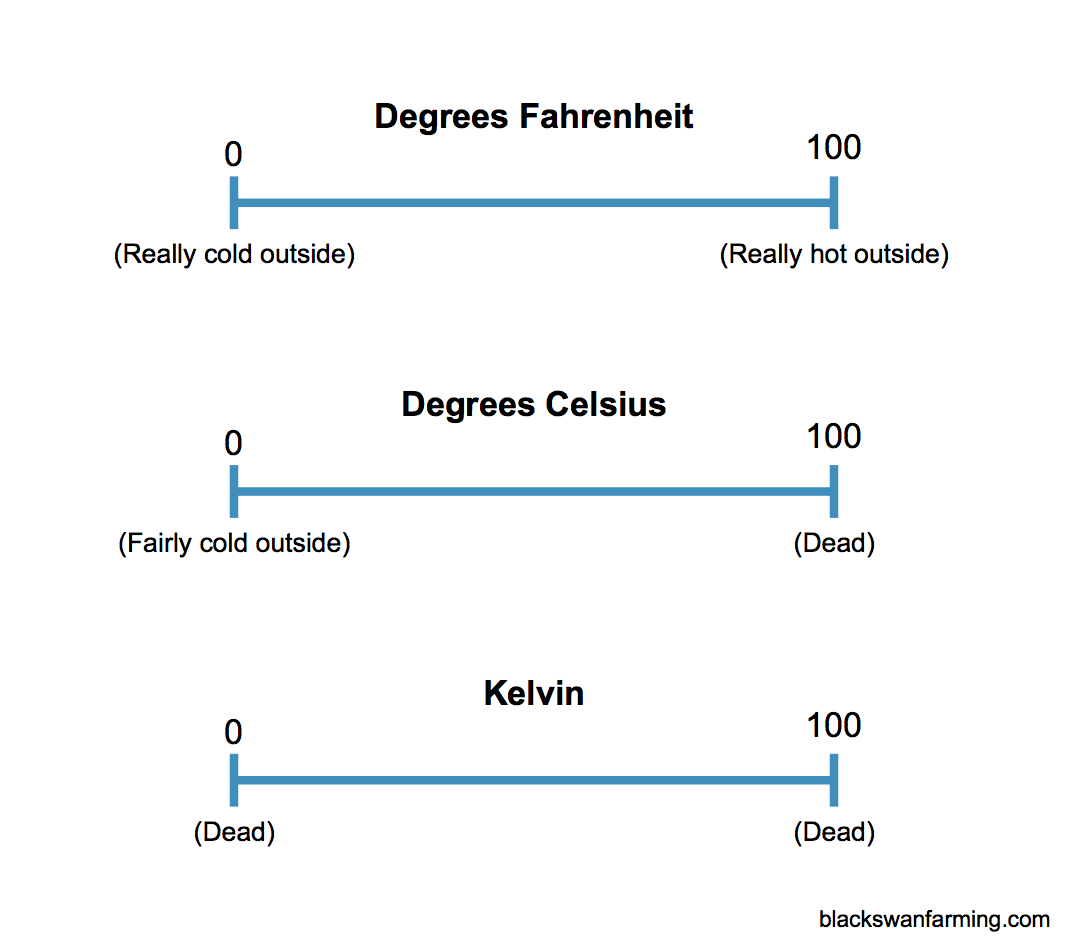 Degrees Fahrenheit
0 100
(Really cold outside) (Really hot outside)
Degrees Celsius
0 100
(Fairly cold outside) (Dead)
Kelvin
0 100
(Dead) (Dead)
blackswanfarming.com